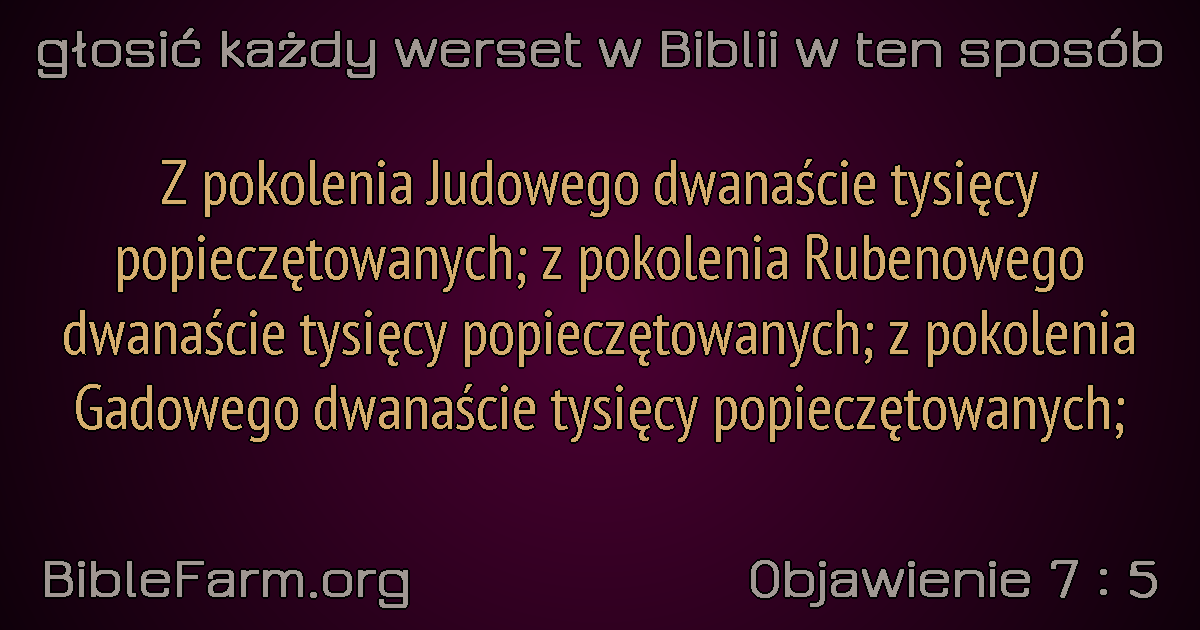 głosić każdy werset w Biblii w ten sposób
Z pokolenia Judowego dwanaście tysięcy
popieczętowanych; z pokolenia Rubenowego
dwanaście tysięcy popieczętowanych; z pokolenia
Gadowego dwanaście tysięcy popieczętowanych;
BibleFarm.org
Objawienie 7 : 5